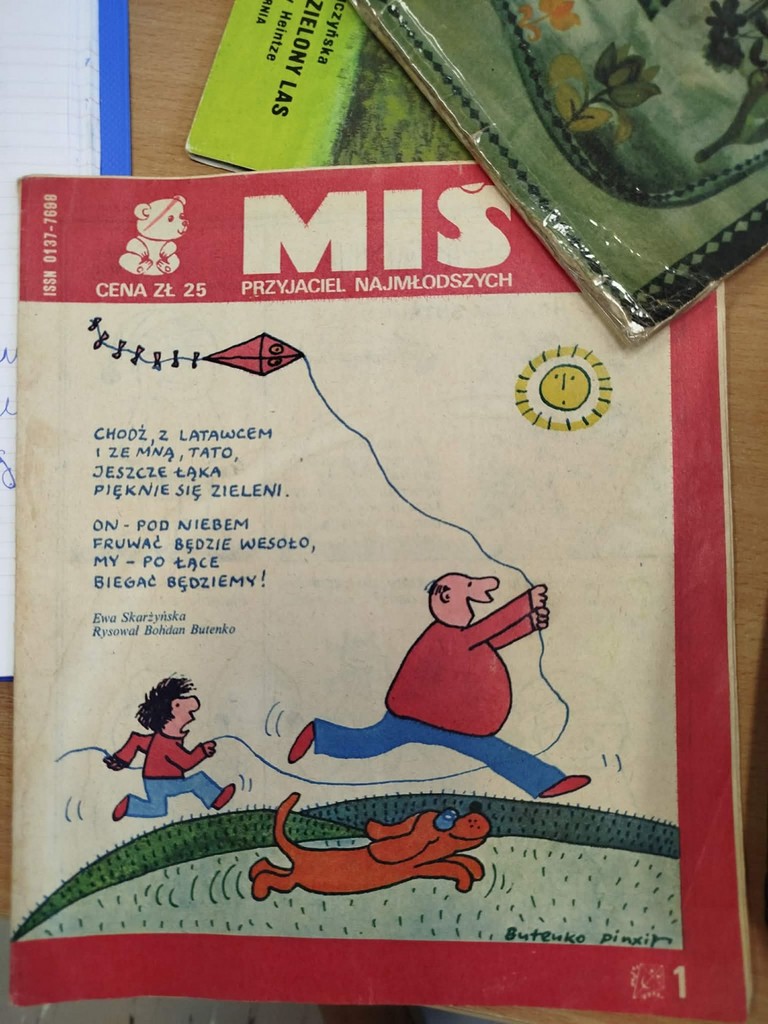 czyńska
ZIELONY LAS
Heintze
ISSN 0137-7698
MIŚ
CENA ZŁ 25
PRZYJACIEL NAJMŁODSZYCH
CHODŹ, Z LATAWCEM
I ZE MNĄ, TATO,
JESZCZE ŁĄKA
PIĘKNIE SIĘ ZIELENI.
ON - POD NIEBEM
FRUWAĆ BĘDZIE WESOŁO,
MY - PO ŁĄCE
BIEGAĆ BĘDZIEMY!
Ewa Skarżyńska
Rysował Bohdan Butenko
Butenko pinxit
1